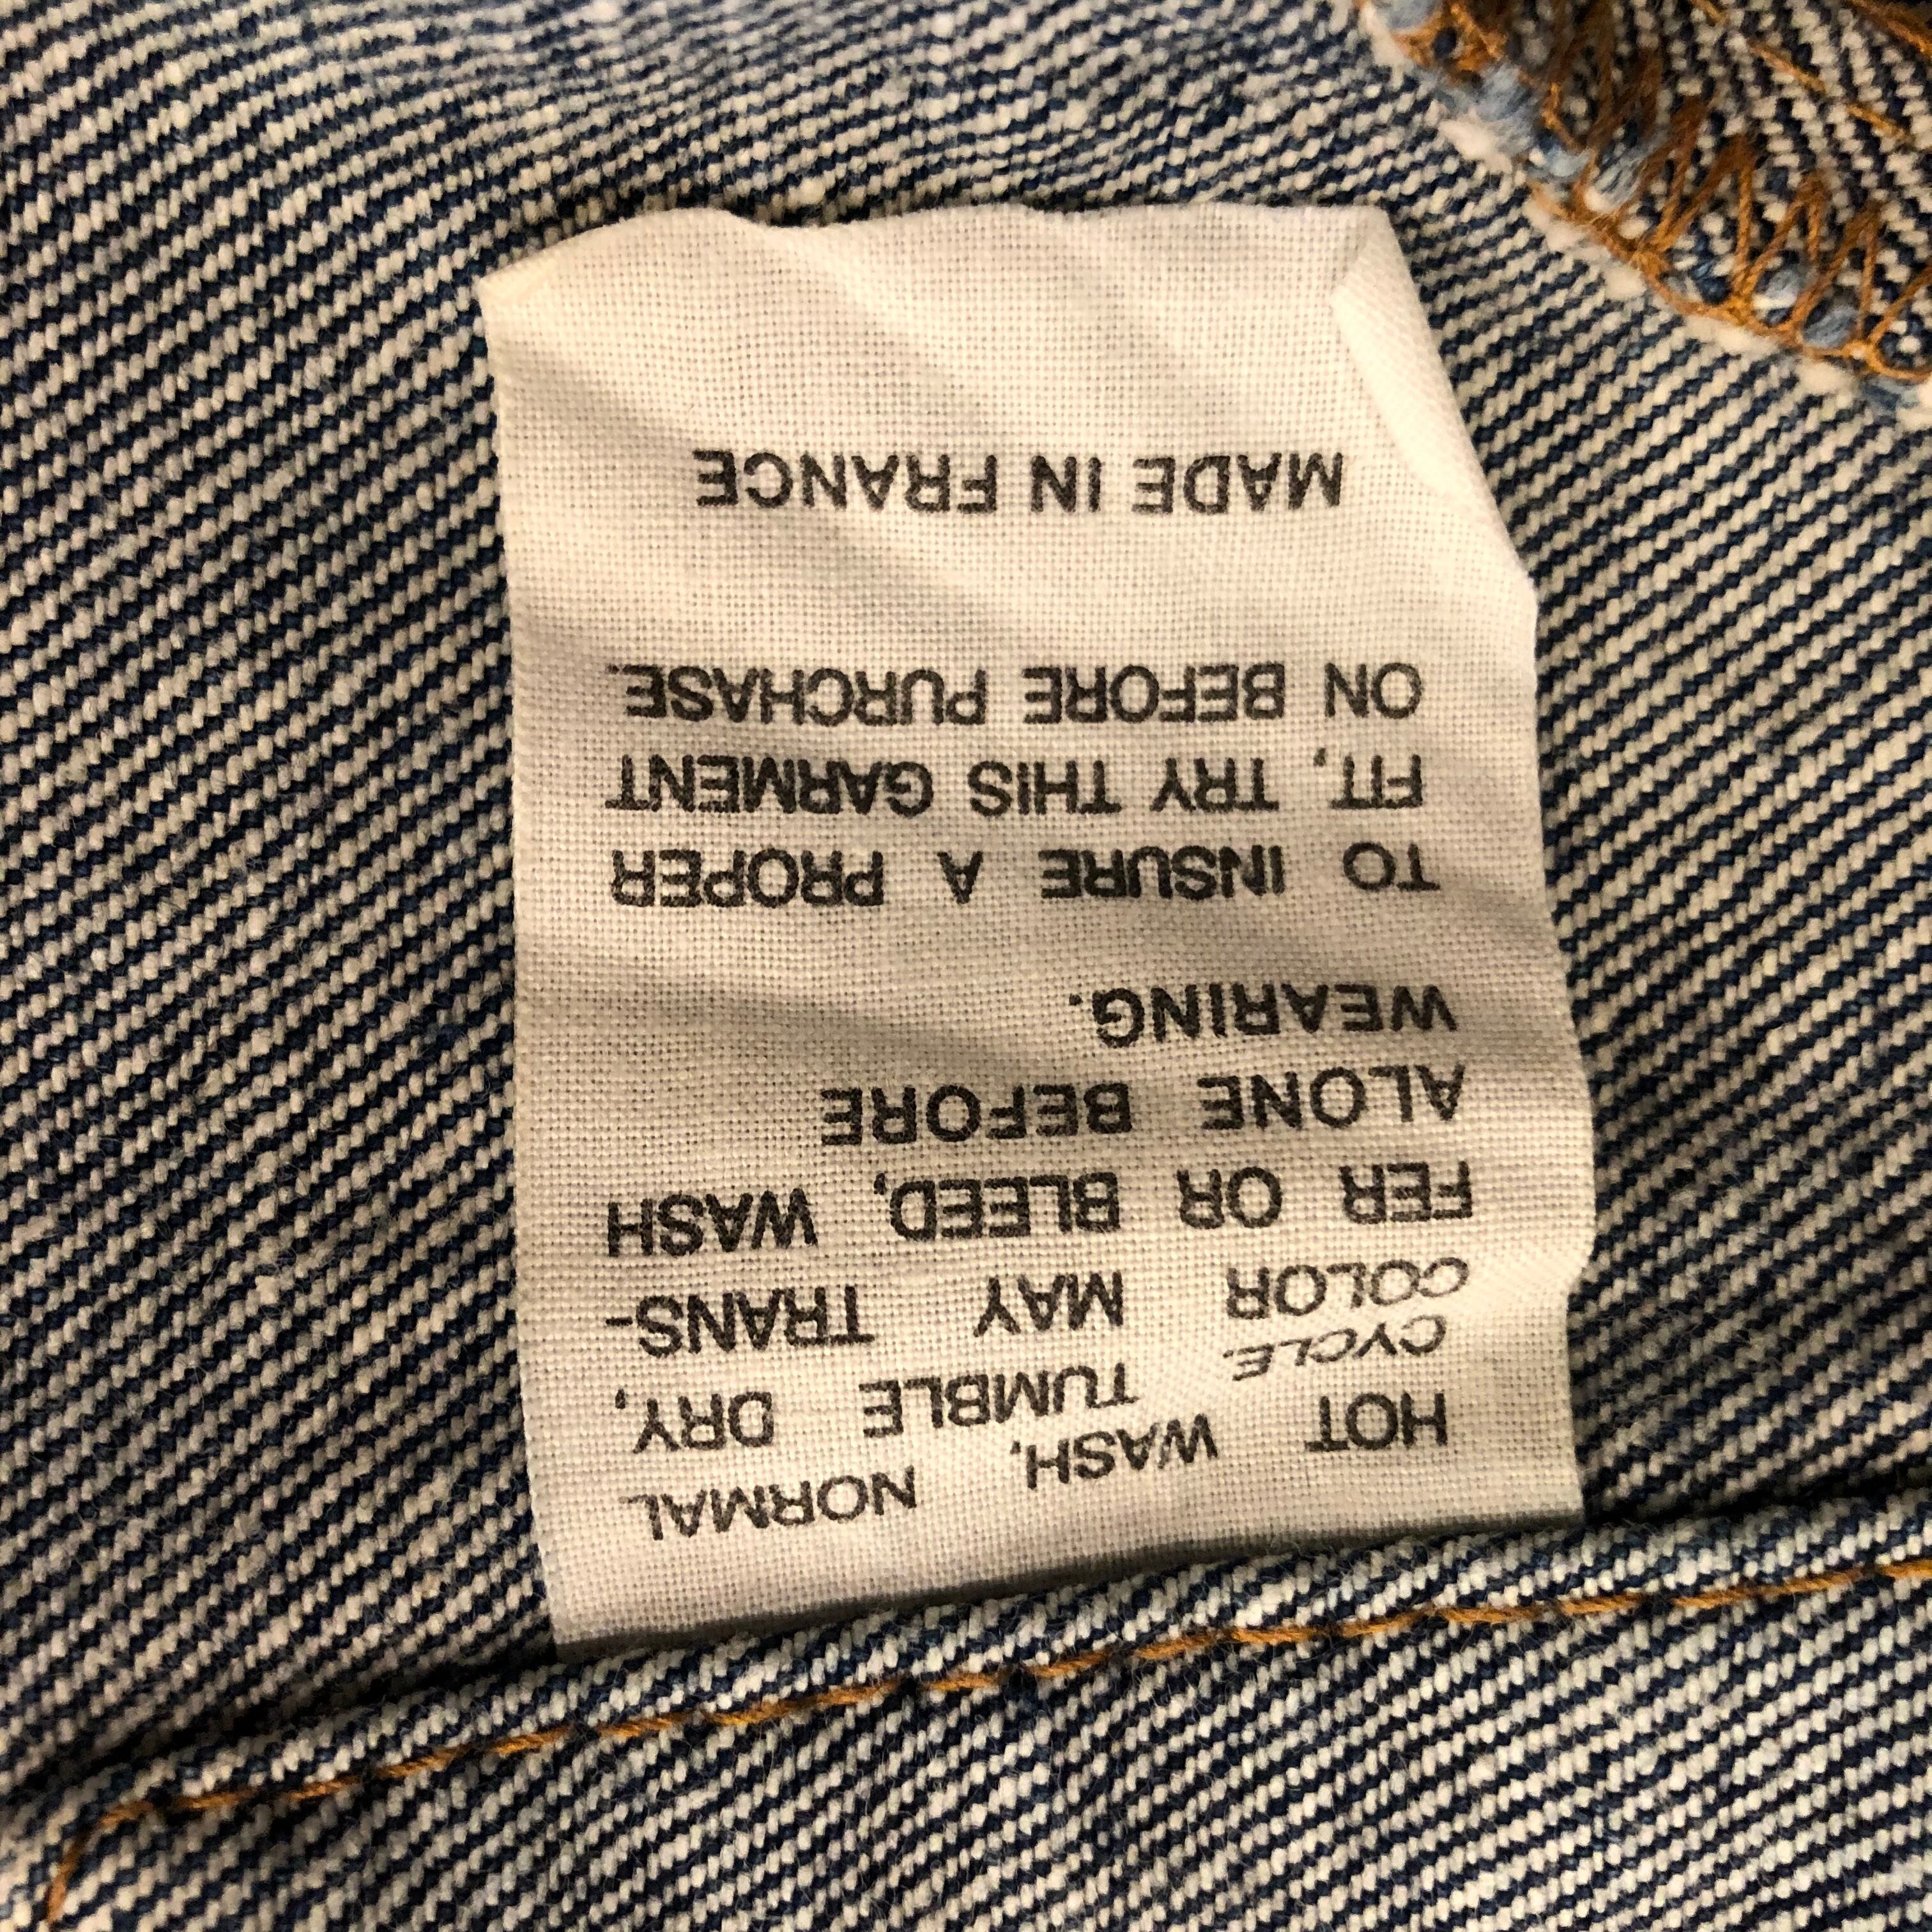 HOT WASH, NORMAL
CYCLE. TUMBLE DRY,
COLOR MAY TRANS-
FER OR BLEED, WASH
ALONE BEFORE
WEARING.
TO INSURE A PROPER
FIT, TRY THIS GARMENT
ON BEFORE PURCHASE.
MADE IN FRANCE